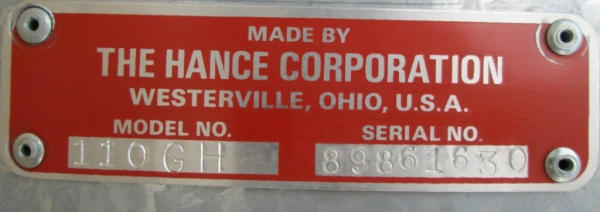 MADE BY
THE HANCE CORPORATION
WESTERVILLE, OHIO, U.S.A.
MODEL NO. SERIAL NO.
110GH 89861630